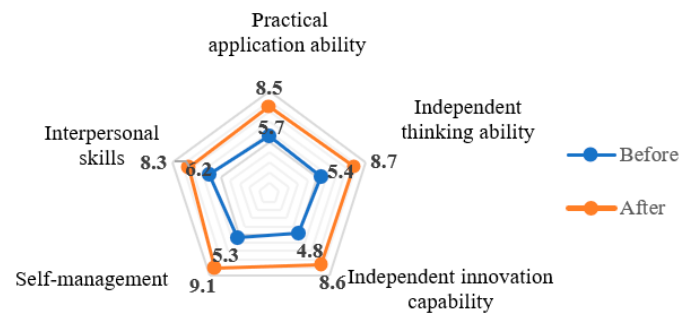 Practical
application ability
8.5
5.7
Independent
thinking ability
8.7
5.4
Interpersonal
skills
8.3
6.2
Before
After
Self-management
9.1
5.3
4.8
8.6
Independent innovation
capability